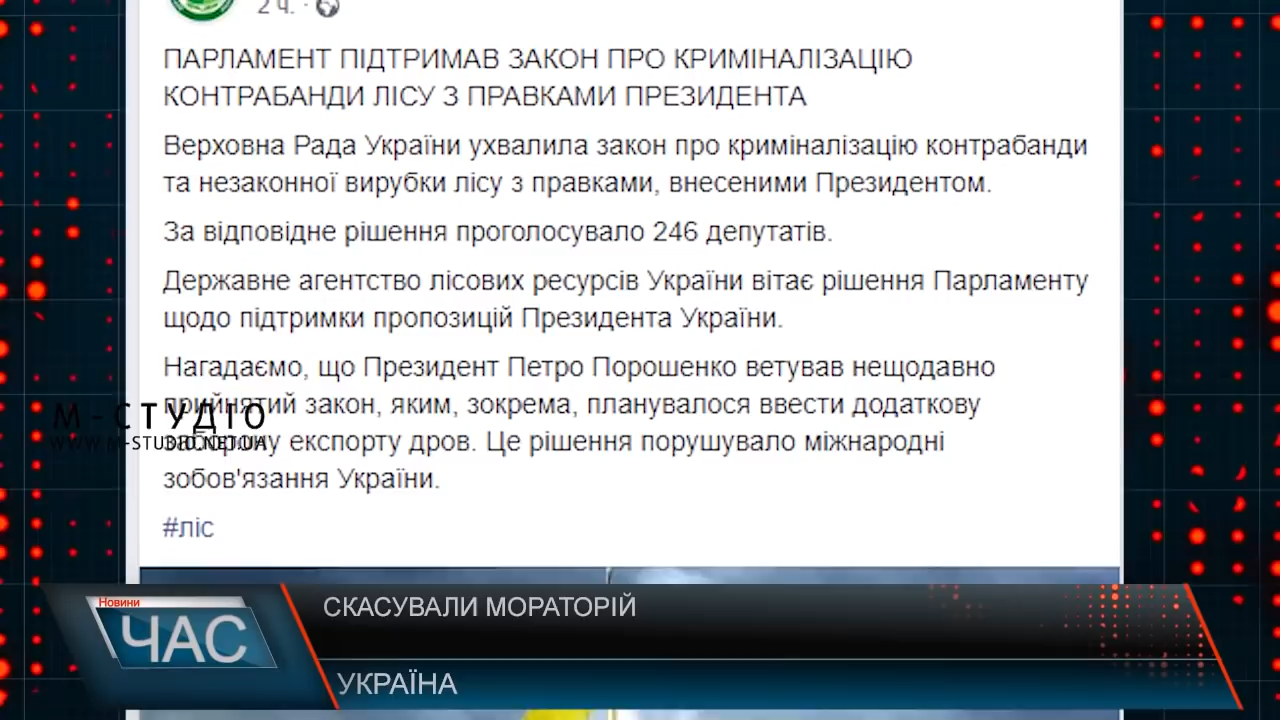 2 ч. ·
ПАРЛАМЕНТ ПІДТРИМАВ ЗАКОН ПРО КРИМІНАЛІЗАЦІЮ
КОНТРАБАНДИ ЛІСУ З ПРАВКАМИ ПРЕЗИДЕНТА
Верховна Рада України ухвалила закон про криміналізацію контрабанди
та незаконної вирубки лісу з правками, внесеними Президентом.
За відповідне рішення проголосувало 246 депутатів.
Державне агентство лісових ресурсів України вітає рішення Парламенту
щодо підтримки пропозицій Президента України.
Нагадаємо, що Президент Петро Порошенко ветував нещодавно
прийнятий закон, яким, зокрема, планувалося ввести додаткову
заборону експорту дров. Це рішення порушувало міжнародні
зобов'язання України.
#ліс
М-СТУДІО
WWW.M-STUDIO.NET.UA
Новини
ЧАС
СКАСУВАЛИ МОРАТОРІЙ
УКРАЇНА